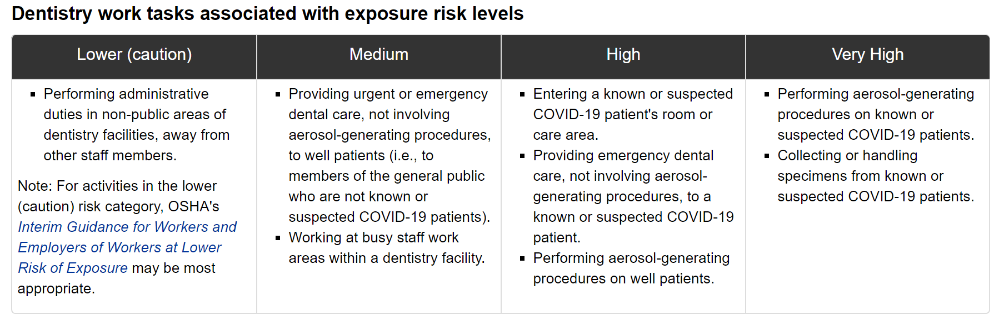 Dentistry work tasks associated with exposure risk levels
Lower (caution)
Medium
High
Very High
▪ Performing administrative
duties in non-public areas of
dentistry facilities, away from
other staff members.
Note: For activities in the lower
(caution) risk category, OSHA's
Interim Guidance for Workers and
Employers of Workers at Lower
Risk of Exposure may be most
appropriate.
▪ Providing urgent or emergency
dental care, not involving
aerosol-generating procedures,
to well patients (i.e., to
members of the general public
who are not known or
suspected COVID-19 patients).
▪ Working at busy staff work
areas within a dentistry facility.
▪ Entering a known or suspected
COVID-19 patient's room or
care area.
▪ Providing emergency dental
care, not involving aerosol-
generating procedures, to a
known or suspected COVID-19
patient.
▪ Performing aerosol-generating
procedures on well patients.
▪ Performing aerosol-generating
procedures on known or
suspected COVID-19 patients.
▪ Collecting or handling
specimens from known or
suspected COVID-19 patients.